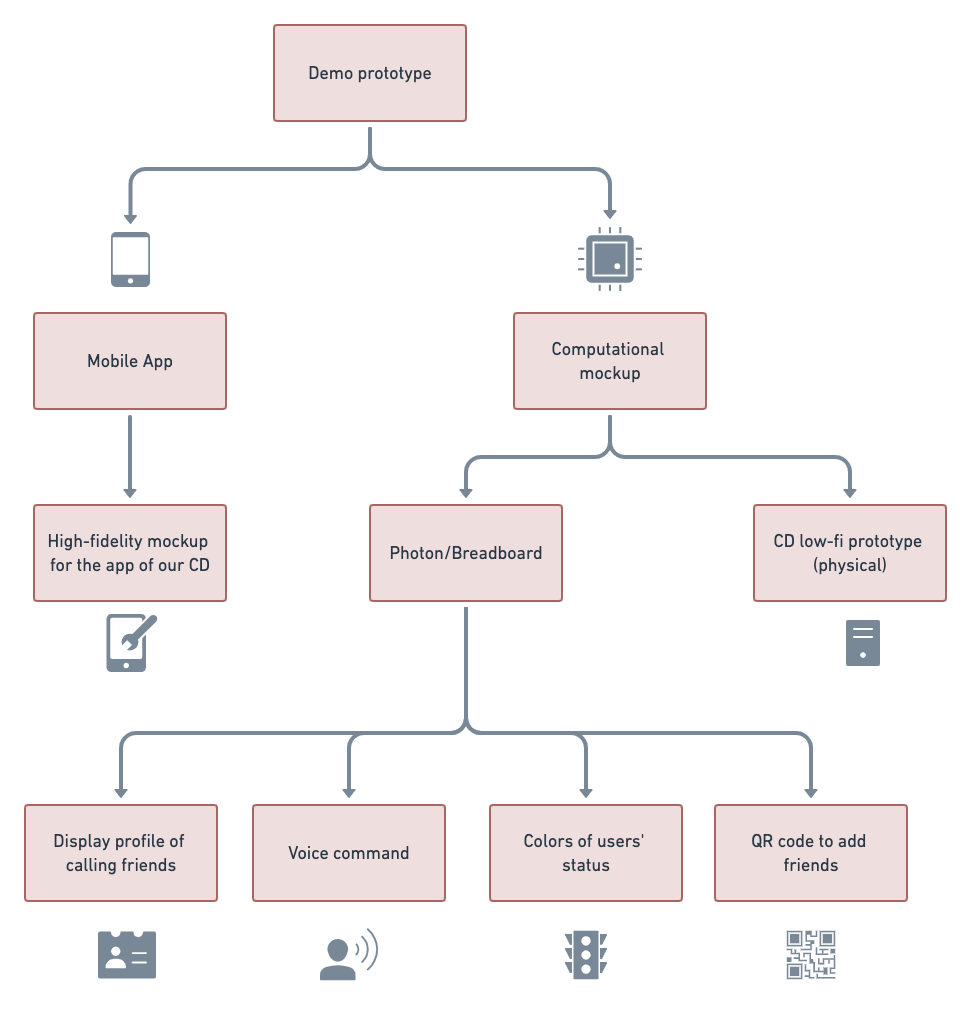 Demo prototype
Mobile App
Computational
mockup
High-fidelity mockup
for the app of our CD
Photon/Breadboard
CD low-fi prototype
(physical)
Display profile of
calling friends
Voice command
Colors of users'
status
QR code to add
friends